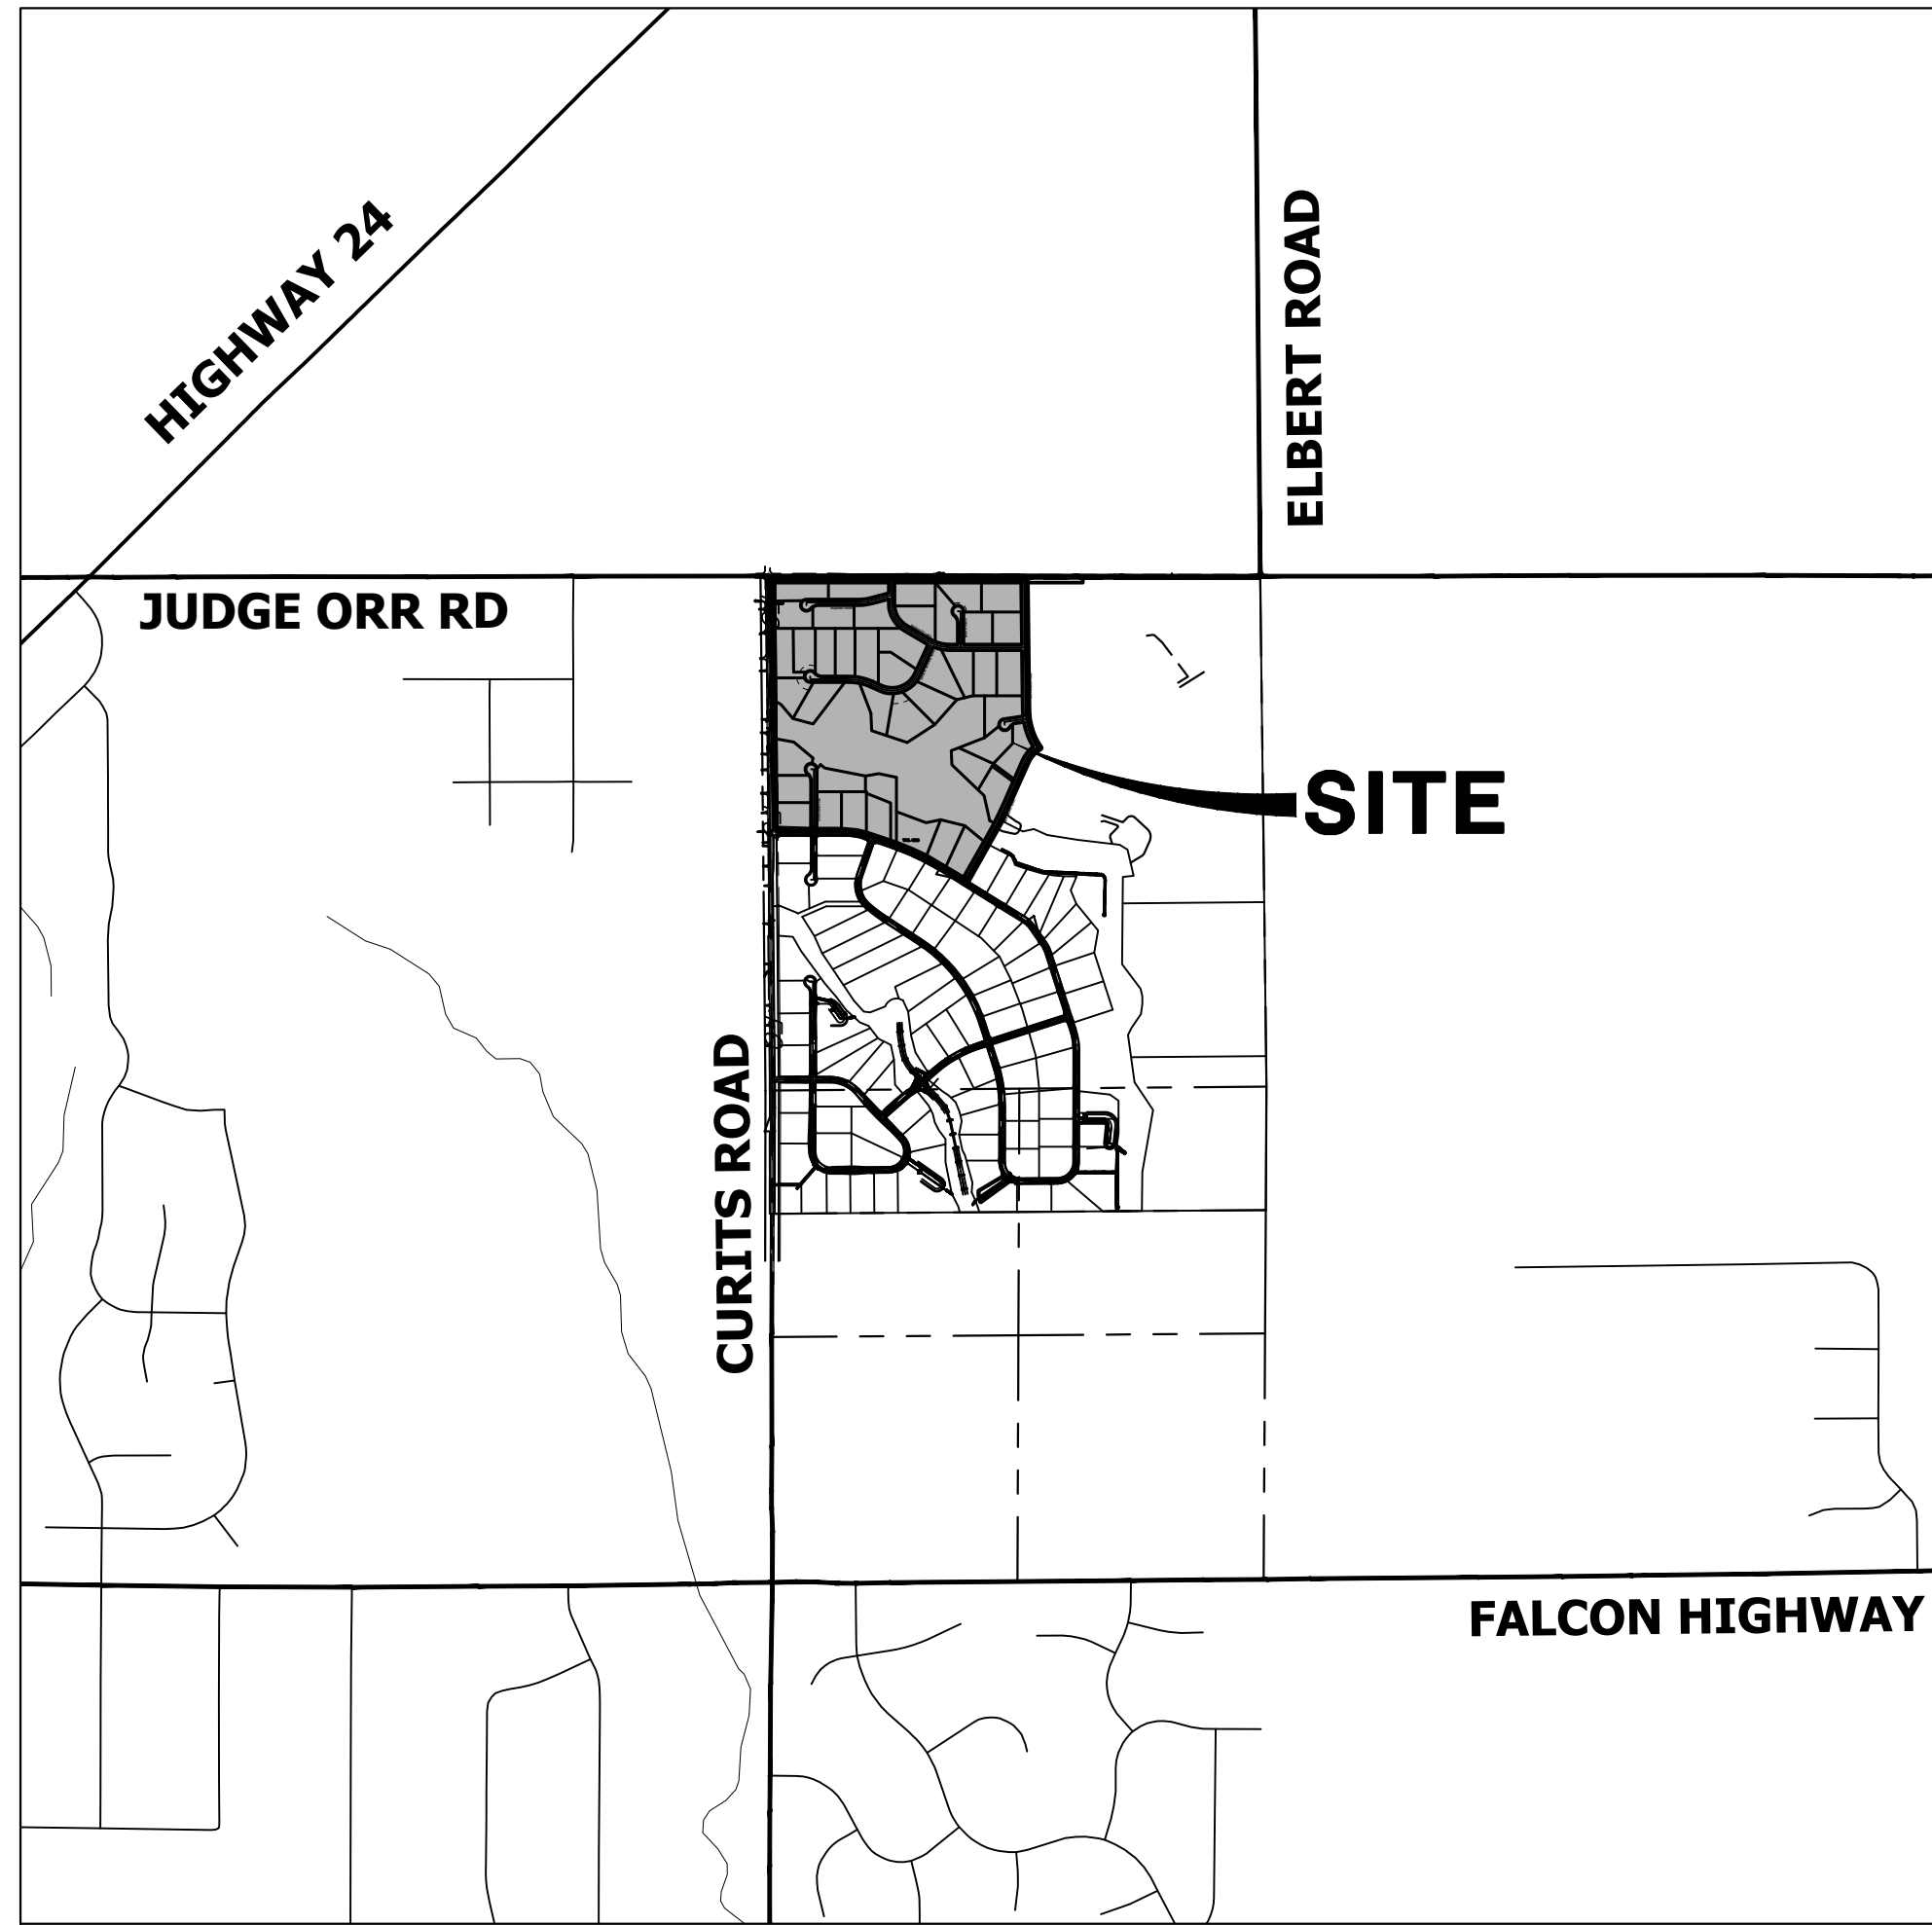 HIGHWAY 24
ELBERT ROAD
JUDGE ORR RD
SITE
CURITS ROAD
FALCON HIGHWAY